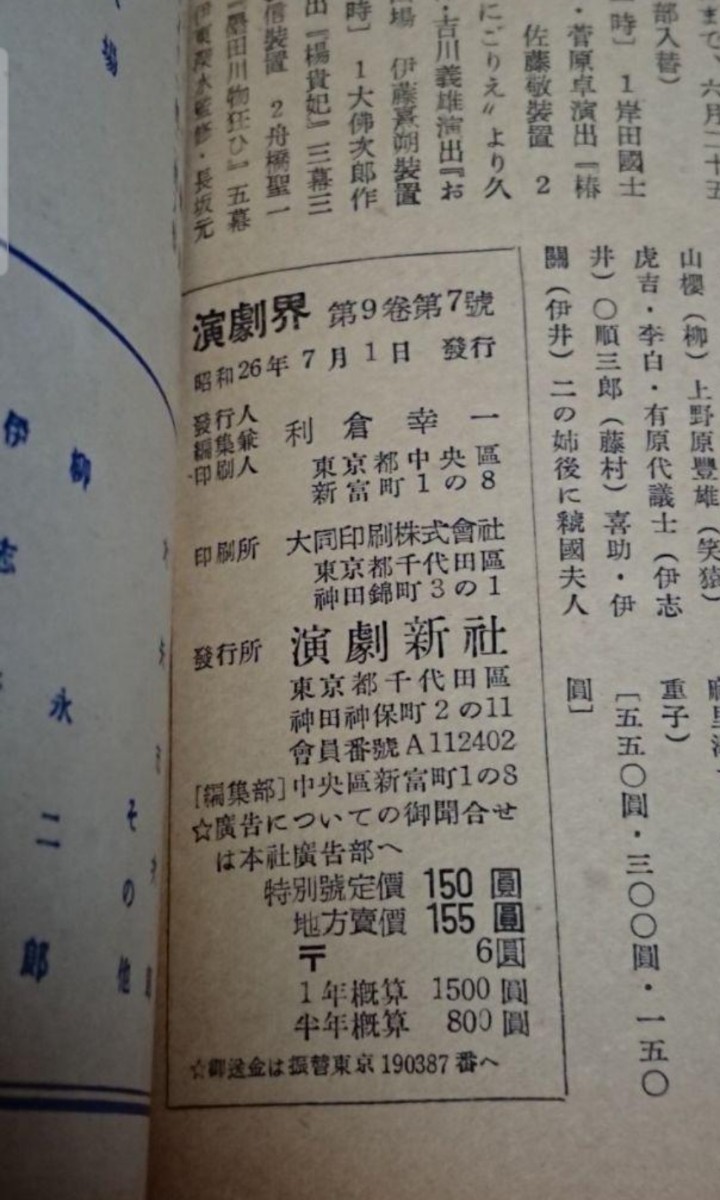 部入替)
時] 1岸田國士
・菅原卓演出『椿
佐藤敬装置 2
にごりえ〟より久
・吉川義雄演出『お
場 伊藤熹朔装置
時] 1大佛次郎作
出『楊貴妃』三幕三
信装置 2舟橋聖一
『墨田川物狂ひ』五幕
伊東深水監修・長坂元
山櫻(柳)上野原豐雄(笑猿)
虎吉・李白・有原代議士(伊志
井)〇順三郎(藤村)喜助・伊
關(伊井)二の姉後に虢國夫人
重子)
[五五〇圓・三〇〇圓・一五〇
圓]
演劇界 第9卷第7號
昭和26年7月1日 發行
發行人
編集兼
印刷人
利倉幸一
東京都中央區
新富町1の8
印刷所 大同印刷株式會社
東京都千代田區
神田錦町3の1
發行所 演劇新社
東京都千代田區
神田神保町2の11
會員番號A112402
[編集部]中央區新富町1の8
☆廣告についての御聞合せ
は本社廣告部へ
特別號定價 150圓
地方賣價 155圓
〒 6圓
1年概算 1500圓
半年概算 800圓
☆御送金は振替東京190387番へ
柳
伊
永
二
郎
その他